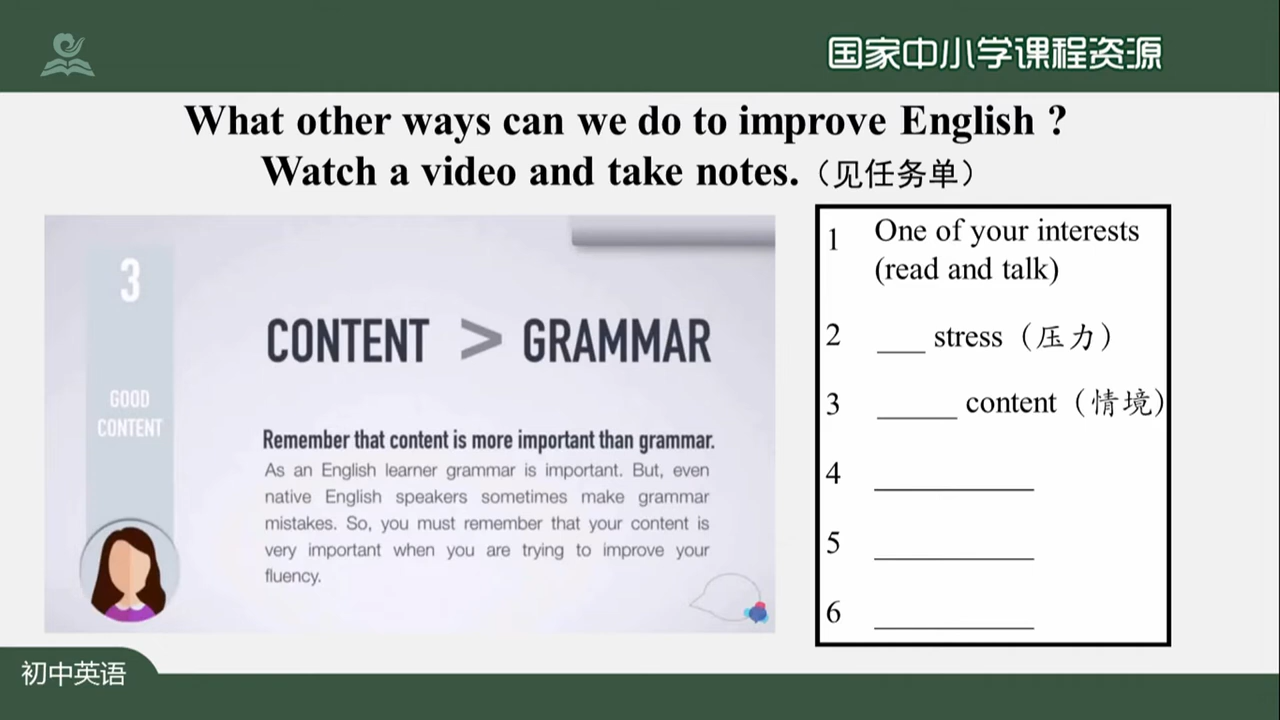 国家中小学课程资源
What other ways can we do to improve English ?
Watch a video and take notes.（见任务单）
3
GOOD
CONTENT
CONTENT > GRAMMAR
Remember that content is more important than grammar.
As an English learner grammar is important. But, even
native English speakers sometimes make grammar
mistakes. So, you must remember that your content is
very important when you are trying to improve your
fluency.
1 One of your interests
(read and talk)
2 ___ stress（压力）
3 _____ content（情境）
4 __________
5 __________
6 __________
初中英语